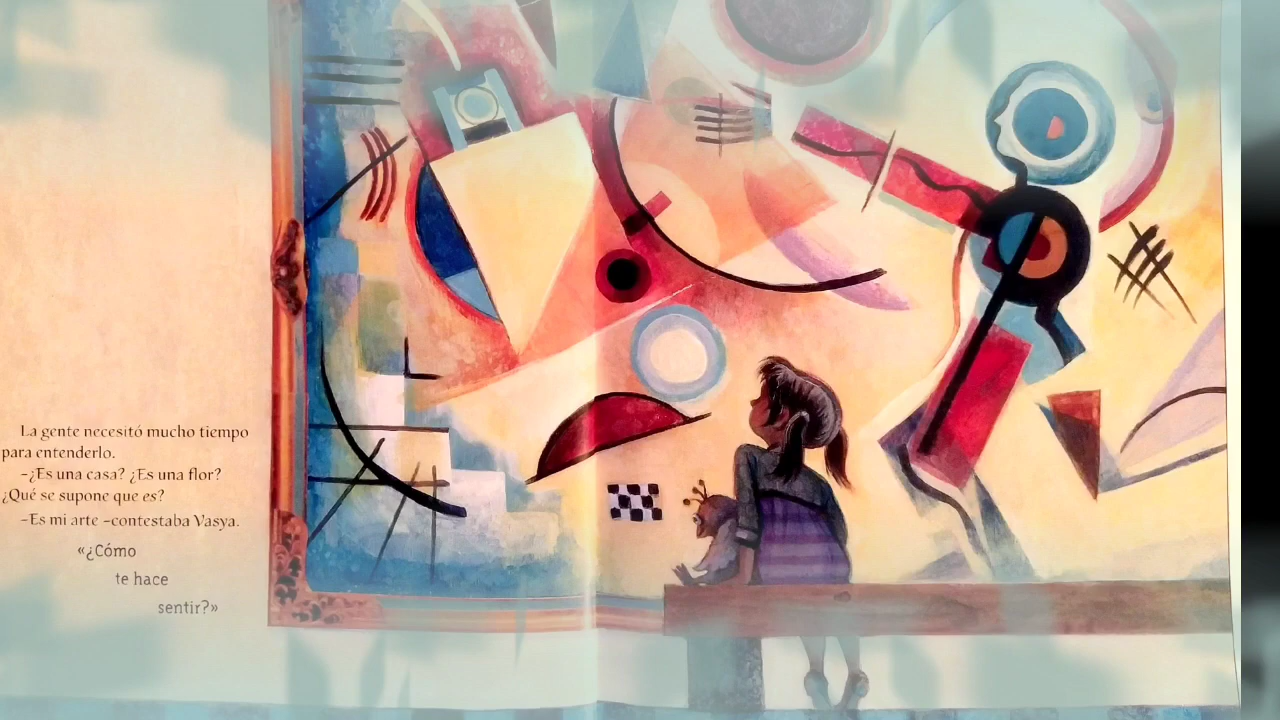 La gente necesitó mucho tiempo
para entenderlo.
–¿Es una casa? ¿Es una flor?
¿Qué se supone que es?
–Es mi arte –contestaba Vasya.
«¿Cómo
te hace
sentir?»